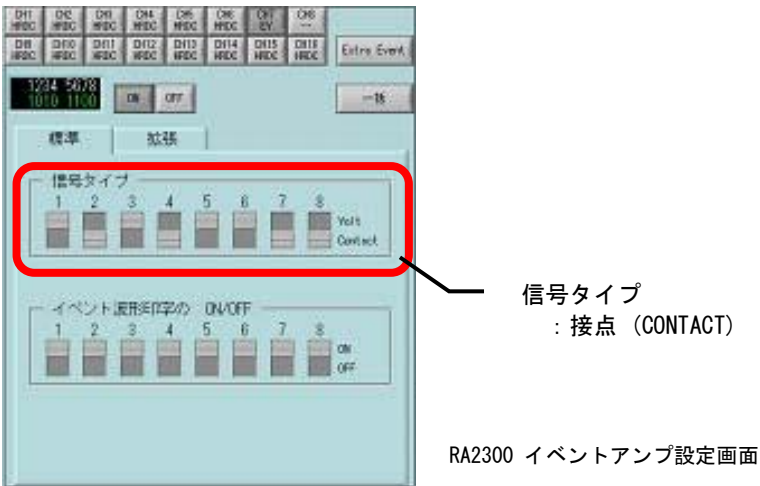 CH1 CH2 CH3 CH4 CH5 CH6 CH7 CH8
HRDC HRDC HRDC HRDC HRDC HRDC EV --
CH9 CH10 CH11 CH12 CH13 CH14 CH15 CH16
HRDC HRDC HRDC HRDC HRDC HRDC HRDC HRDC
Extra Event
1234 5678
1010 1100
ON OFF
一括
標準 拡張
信号タイプ
1 2 3 4 5 6 7 8
Volt
Contact
信号タイプ
:接点 (CONTACT)
イベント波形印字の ON/OFF
1 2 3 4 5 6 7 8
ON
OFF
RA2300 イベントアンプ設定画面